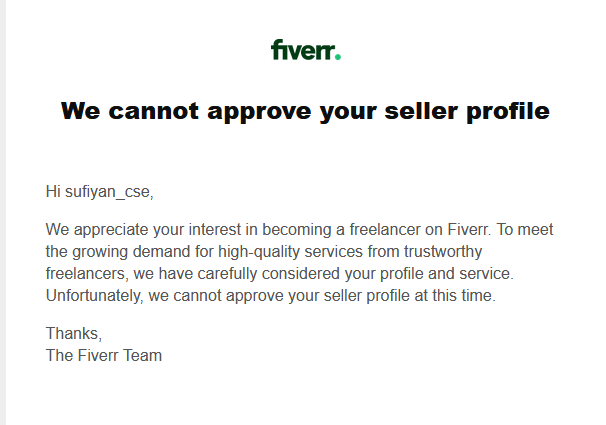 fiverr.
We cannot approve your seller profile
Hi sufiyan_cse,
We appreciate your interest in becoming a freelancer on Fiverr. To meet
the growing demand for high-quality services from trustworthy
freelancers, we have carefully considered your profile and service.
Unfortunately, we cannot approve your seller profile at this time.
Thanks,
The Fiverr Team